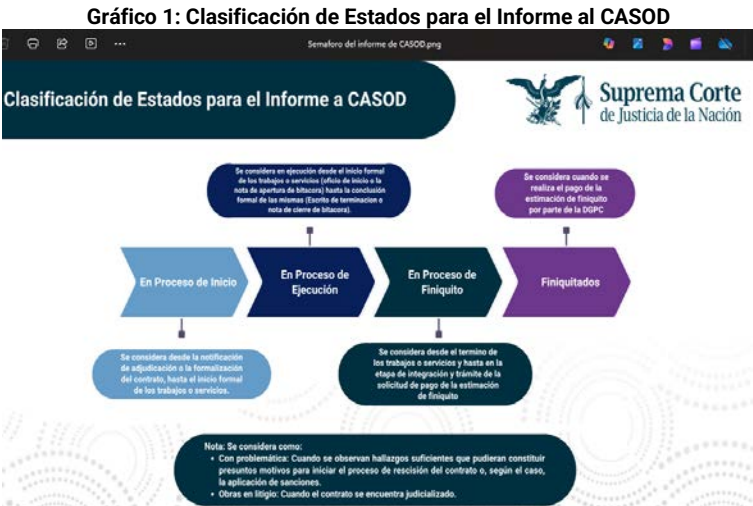 Gráfico 1: Clasificación de Estados para el Informe al CASOD
Semaforo del informe de CASOD.png
Clasificación de Estados para el Informe a CASOD
Suprema Corte
de Justicia de la Nación
Se considera en ejecución desde el inicio formal
de los trabajos o servicios (oficio de inicio o la
nota de apertura de bitacora) hasta la conclusión
formal de las mismas (Escrito de terminacion o
nota de cierre de bitacora).
Se considera cuando se
realiza el pago de la
estimación de finiquito
por parte de la DGPC
En Proceso de Inicio
En Proceso de
Ejecución
En Proceso de
Finiquito
Finiquitados
Se considera desde la notificación
de adjudicación o la formalización
del contrato, hasta el inicio formal
de los trabajos o servicios.
Se considera desde el termino de
los trabajos o servicios y hasta en la
etapa de integración y trámite de la
solicitud de pago de la estimación
de finiquito
Nota: Se considera como:
• Con problemática: Cuando se observan hallazgos suficientes que pudieran constituir
presuntos motivos para iniciar el proceso de rescisión del contrato o, según el caso,
la aplicación de sanciones.
• Obras en litigio: Cuando el contrato se encuentra judicializado.